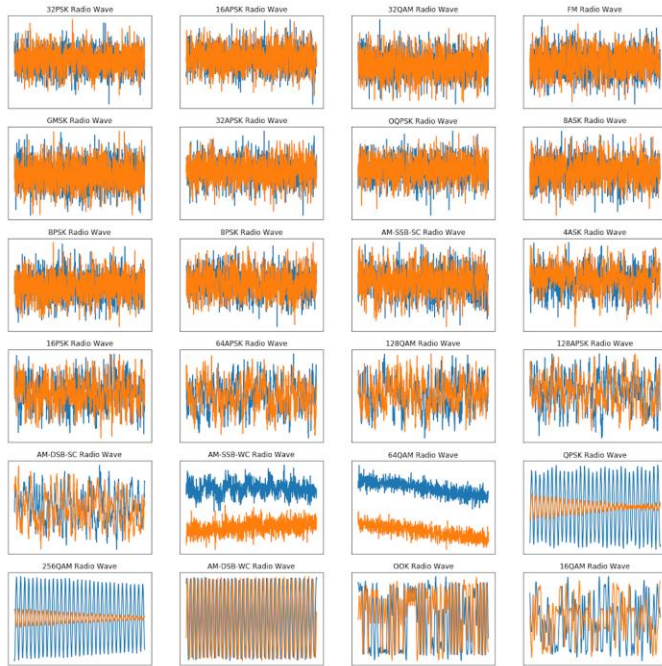 32PSK Radio Wave
16APSK Radio Wave
32QAM Radio Wave
FM Radio Wave
GMSK Radio Wave
32APSK Radio Wave
OQPSK Radio Wave
8ASK Radio Wave
BPSK Radio Wave
8PSK Radio Wave
AM-SSB-SC Radio Wave
4ASK Radio Wave
16PSK Radio Wave
64APSK Radio Wave
128QAM Radio Wave
128APSK Radio Wave
AM-DSB-SC Radio Wave
AM-SSB-WC Radio Wave
64QAM Radio Wave
QPSK Radio Wave
256QAM Radio Wave
AM-DSB-WC Radio Wave
OOK Radio Wave
16QAM Radio Wave